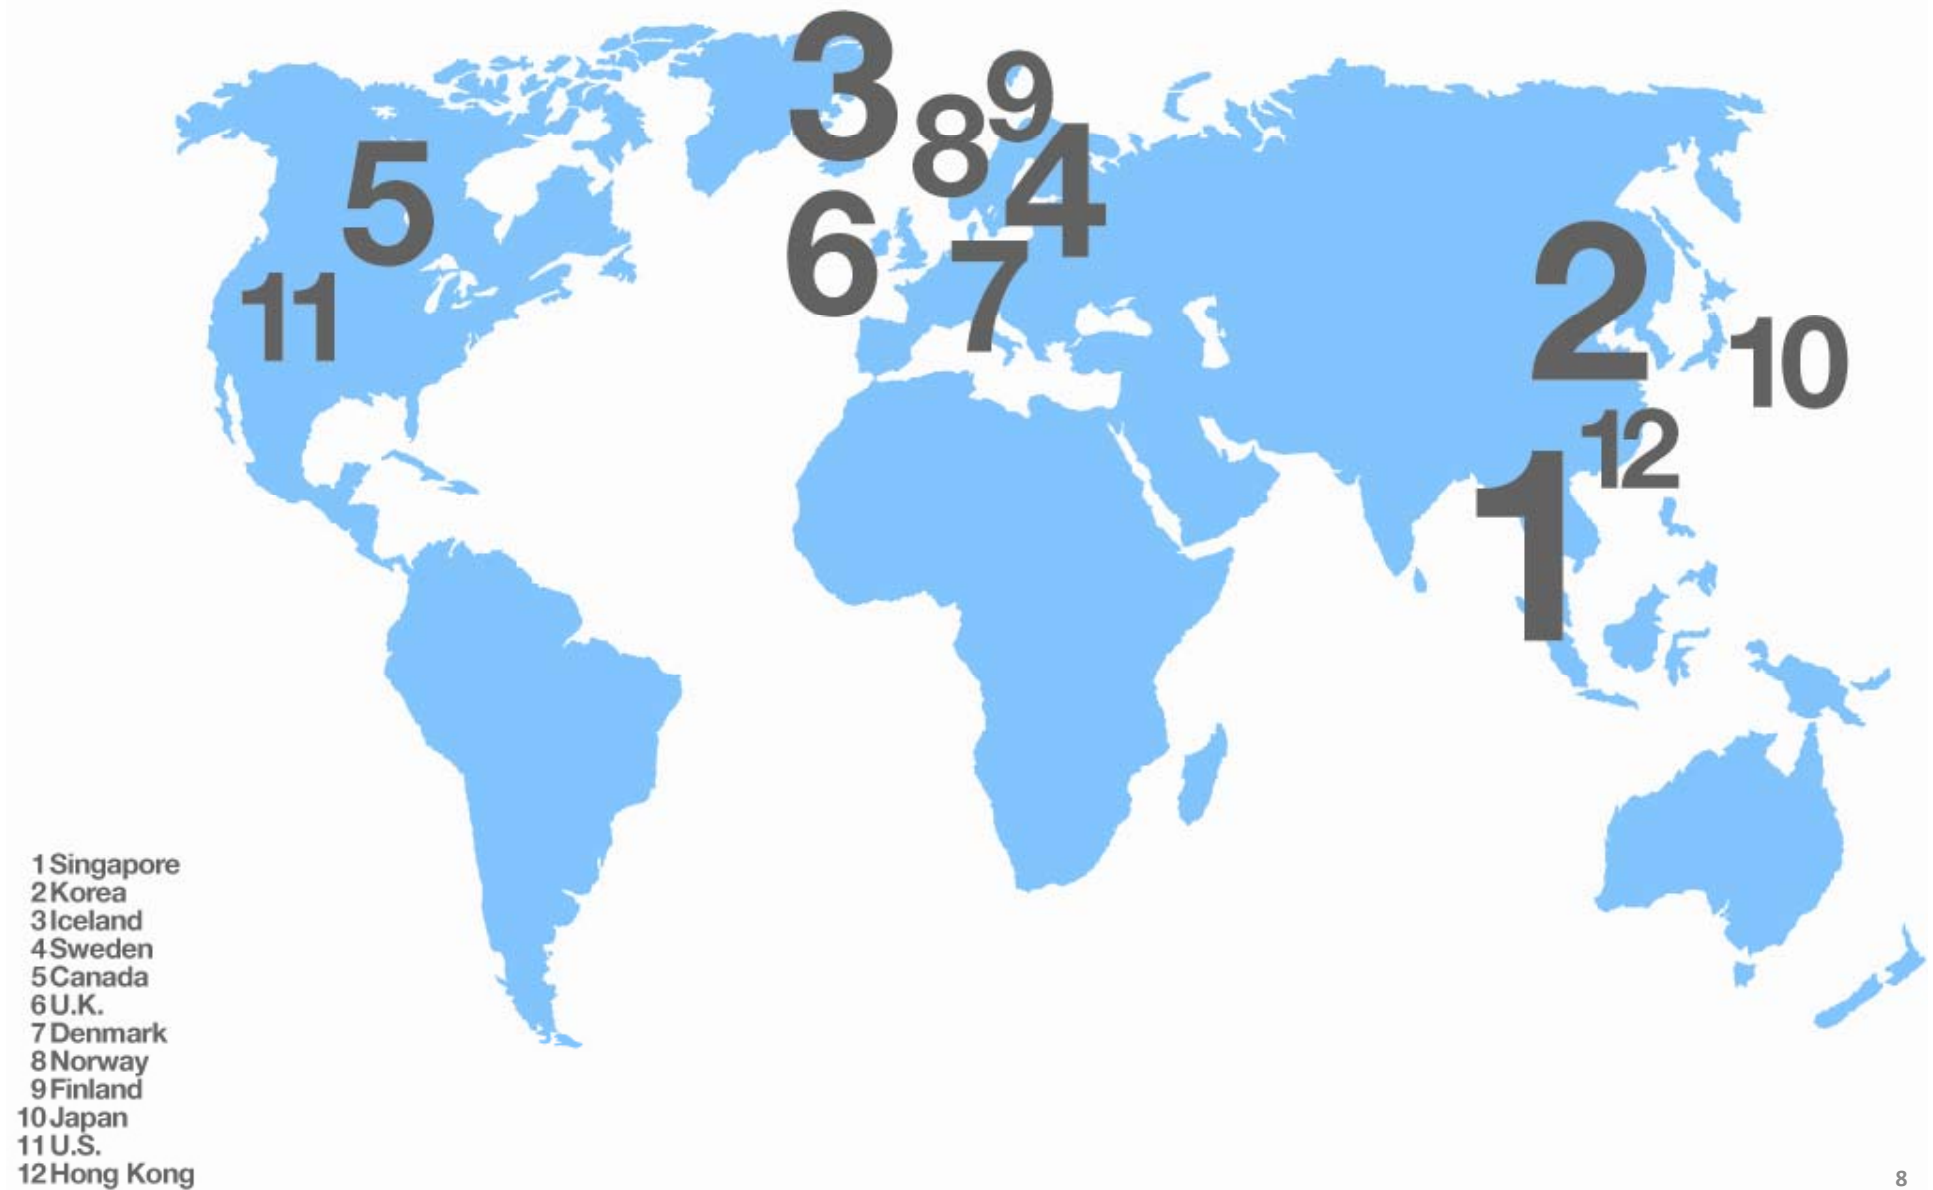 3
9
8
4
5
6
7
2
11
10
12
1
1 Singapore
2 Korea
3 Iceland
4 Sweden
5 Canada
6 U.K.
7 Denmark
8 Norway
9 Finland
10 Japan
11 U.S.
12 Hong Kong
8